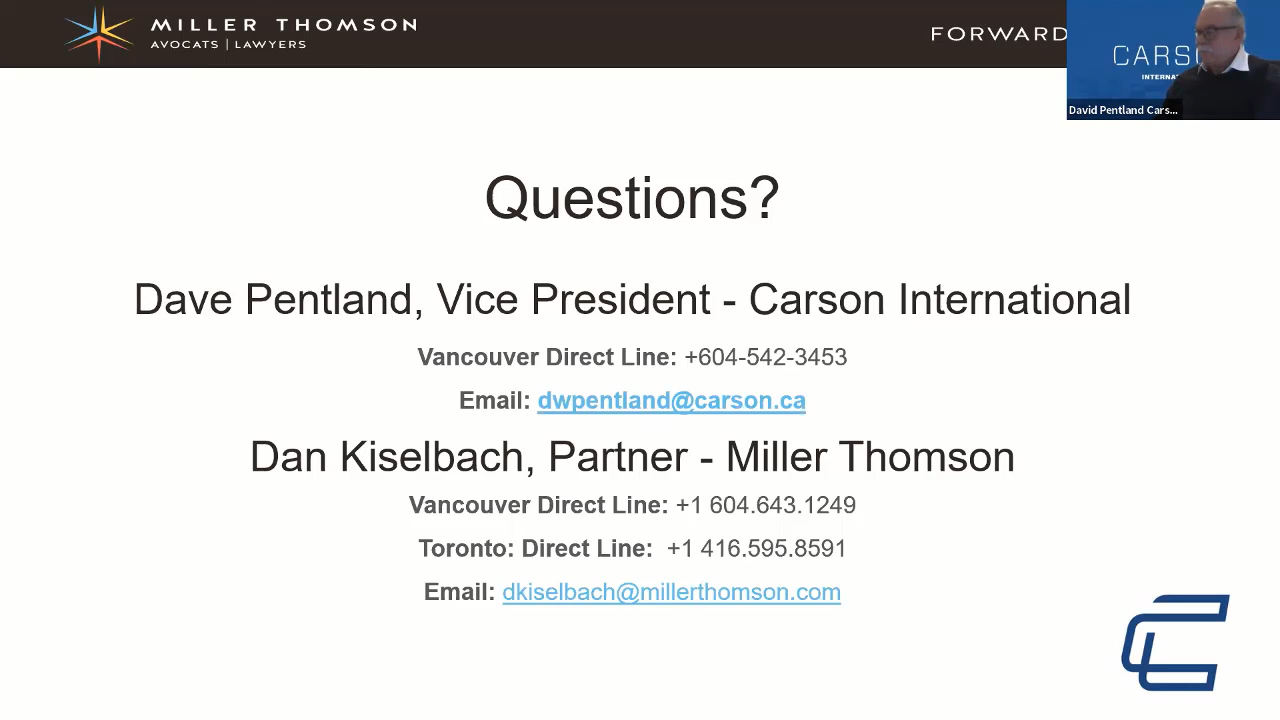 MILLER THOMSON
AVOCATS | LAWYERS
FORWARD
CARS
INTERNA
David Pentland Cars...
Questions?
Dave Pentland, Vice President - Carson International
Vancouver Direct Line: +604-542-3453
Email: dwpentland@carson.ca
Dan Kiselbach, Partner - Miller Thomson
Vancouver Direct Line: +1 604.643.1249
Toronto: Direct Line: +1 416.595.8591
Email: dkiselbach@millerthomson.com